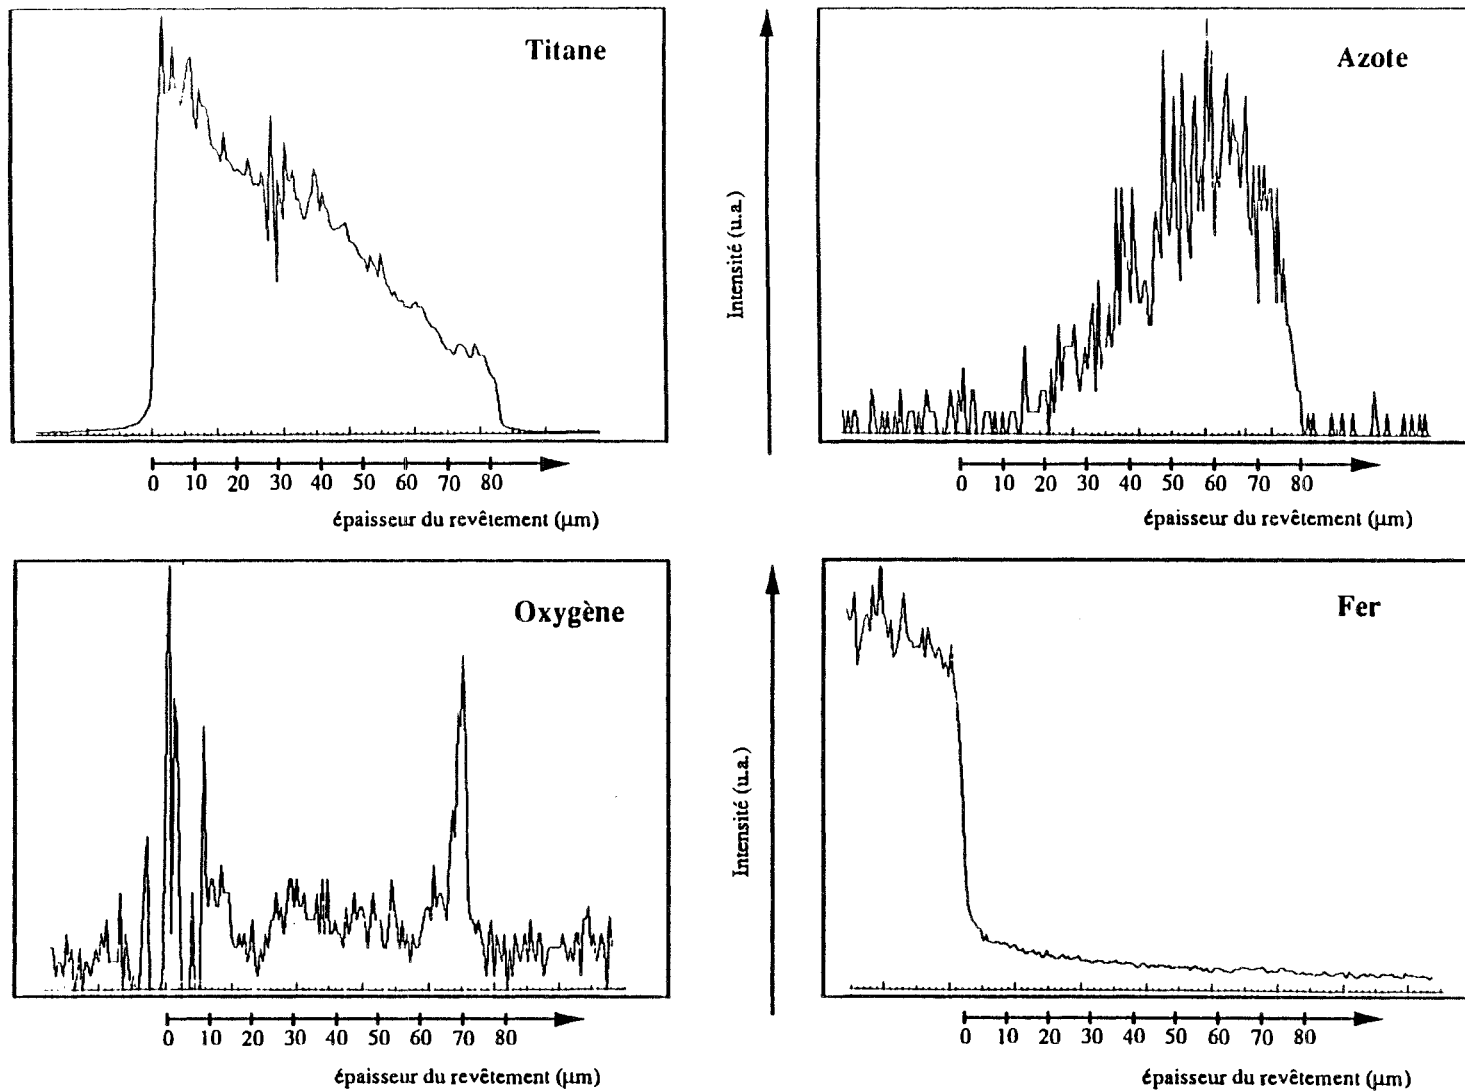 Titane
0 10 20 30 40 50 60 70 80
épaisseur du revêtement (µm)
Intensité (u.a.)
Azote
0 10 20 30 40 50 60 70 80
épaisseur du revêtement (µm)
Oxygène
0 10 20 30 40 50 60 70 80
épaisseur du revêtement (µm)
Intensité (u.a.)
Fer
0 10 20 30 40 50 60 70 80
épaisseur du revêtement (µm)